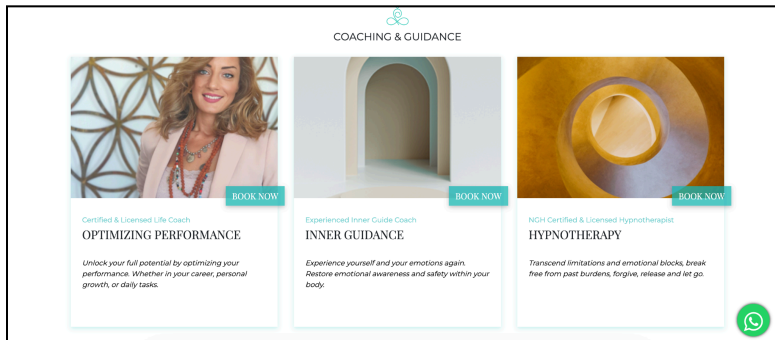 COACHING & GUIDANCE
BOOK NOW
Certified & Licensed Life Coach
OPTIMIZING PERFORMANCE
Unlock your full potential by optimizing your
performance. Whether in your career, personal
growth, or daily tasks.
BOOK NOW
Experienced Inner Guide Coach
INNER GUIDANCE
Experience yourself and your emotions again.
Restore emotional awareness and safety within your
body.
BOOK NOW
NGH Certified & Licensed Hypnotherapist
HYPNOTHERAPY
Transcend limitations and emotional blocks, break
free from past burdens, forgive, release and let go.